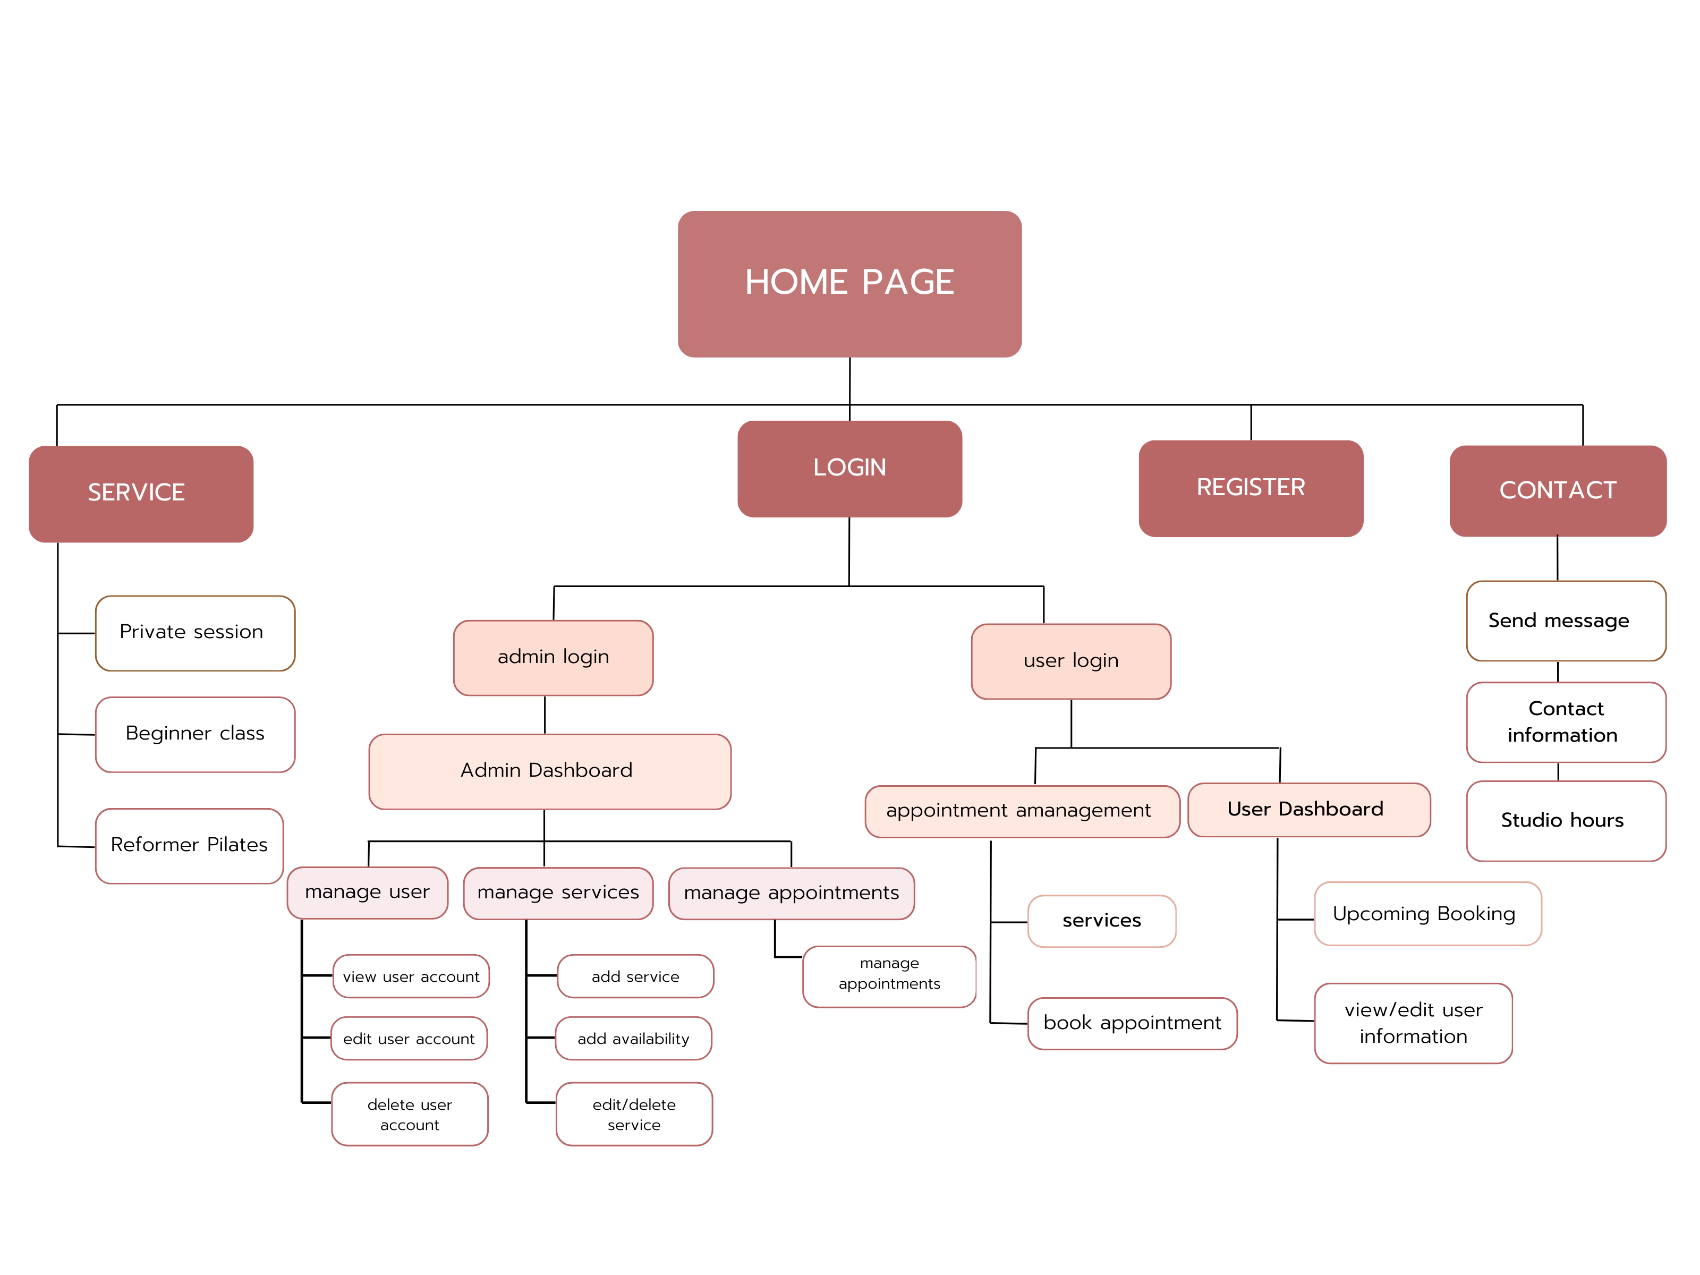 HOME PAGE
SERVICE
LOGIN
REGISTER
CONTACT
Private session
Beginner class
Reformer Pilates
admin login
Admin Dashboard
manage user
manage services
manage appointments
view user account
edit user account
delete user
account
add service
add availability
edit/delete
service
manage
appointments
user login
appointment amanagement
User Dashboard
services
book appointment
Upcoming Booking
view/edit user
information
Send message
Contact
information
Studio hours